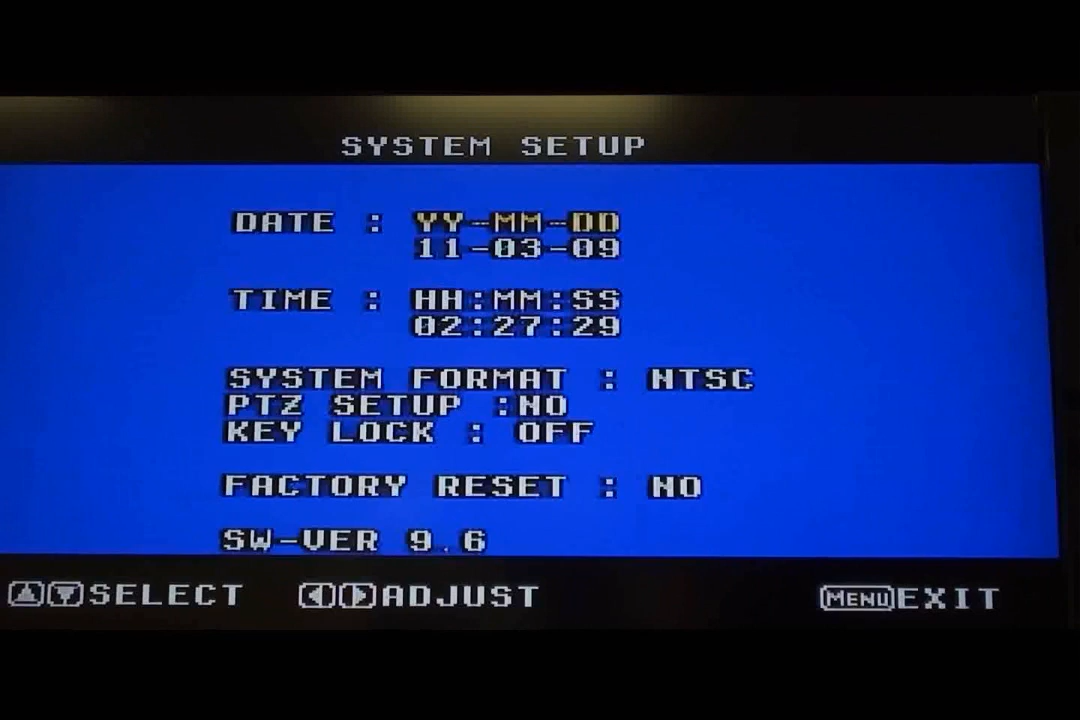 SYSTEM SETUP
DATE : YY-MM-DD
11-03-09
TIME : HH:MM:SS
02:27:29
SYSTEM FORMAT : NTSC
PTZ SETUP :NO
KEY LOCK : OFF
FACTORY RESET : NO
SW-VER 9.6
SELECT ADJUST MENU EXIT